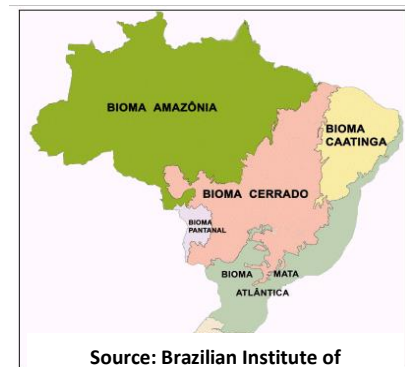 BIOMA AMAZÔNIA
BIOMA
CAATINGA
BIOMA CERRADO
BIOMA
PANTANAL
BIOMA MATA
ATLÂNTICA
Source: Brazilian Institute of